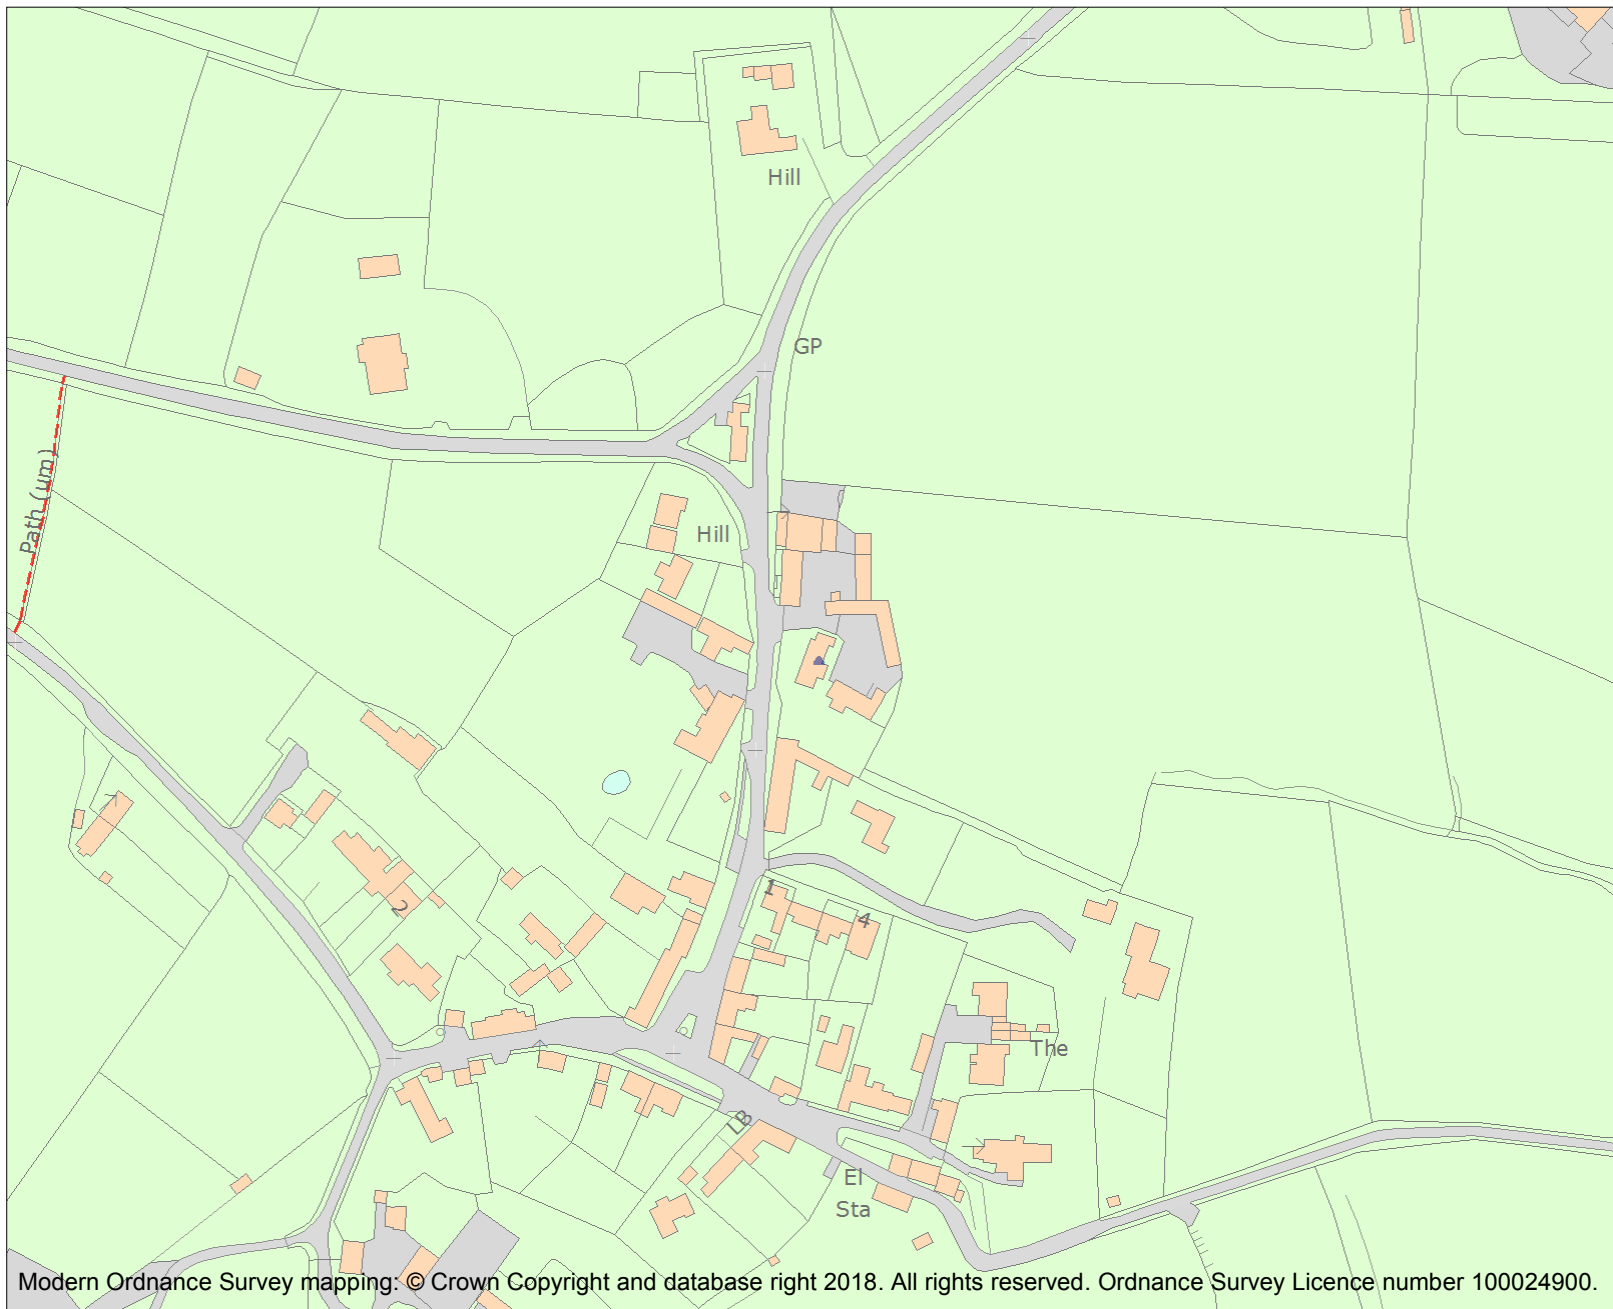 Hill
GP
Path (um)
Hill
1
4
2
The
LB
El
Sta
Modern Ordnance Survey mapping: © Crown Copyright and database right 2018. All rights reserved. Ordnance Survey Licence number 100024900.